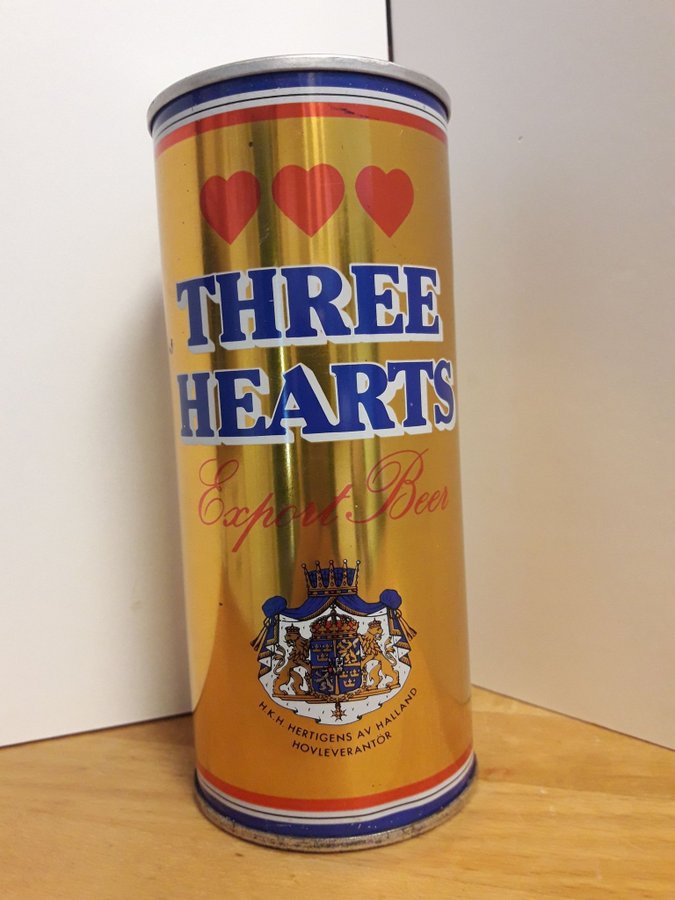 THREE
HEARTS
Export Beer
H.K.H. HERTIGENS AV HALLAND
HOVLEVERANTÖR